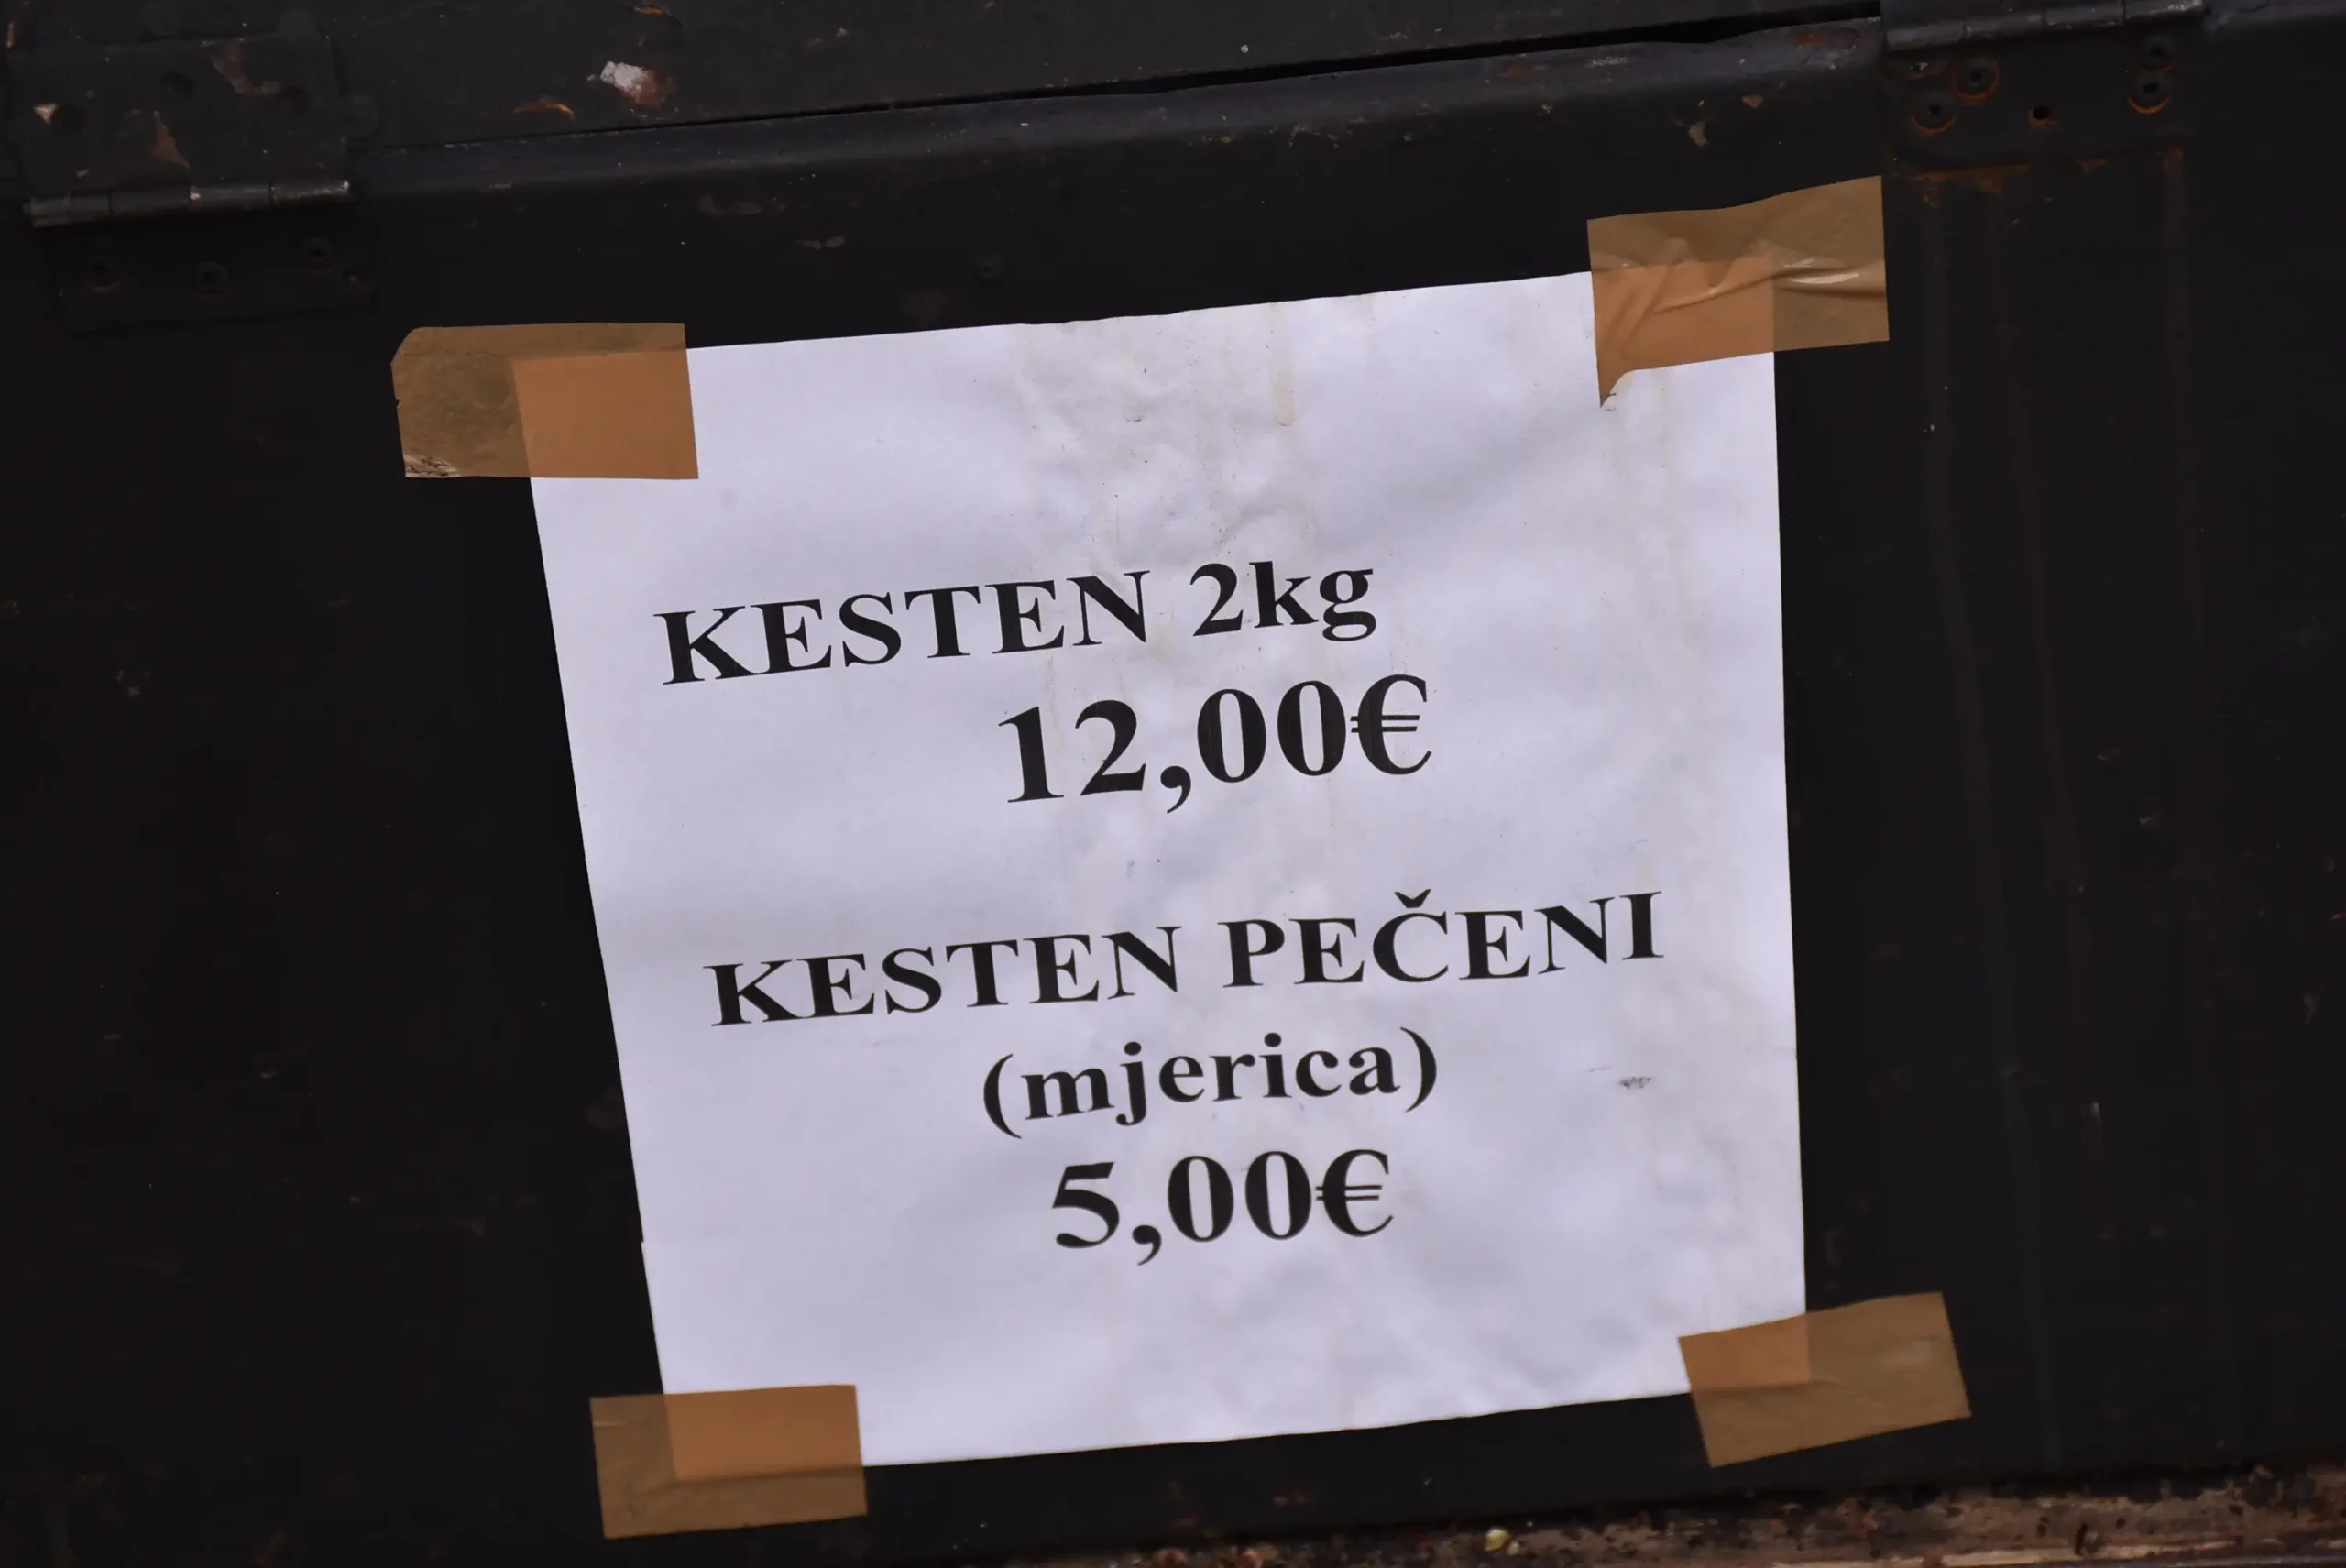 KESTEN 2kg
12,00€
KESTEN PEČENI
(mjerica)
5,00€